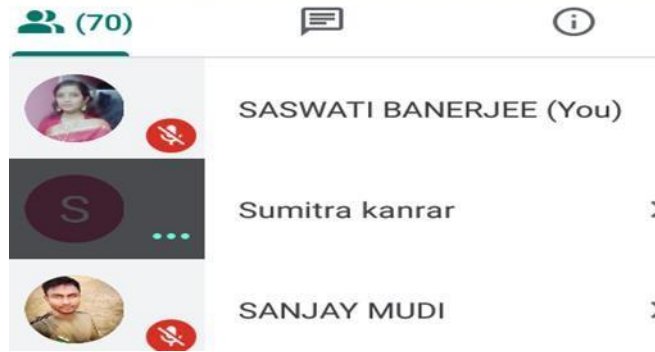 (70)
SASWATI BANERJEE (You)
S
Sumitra kanrar
SANJAY MUDI